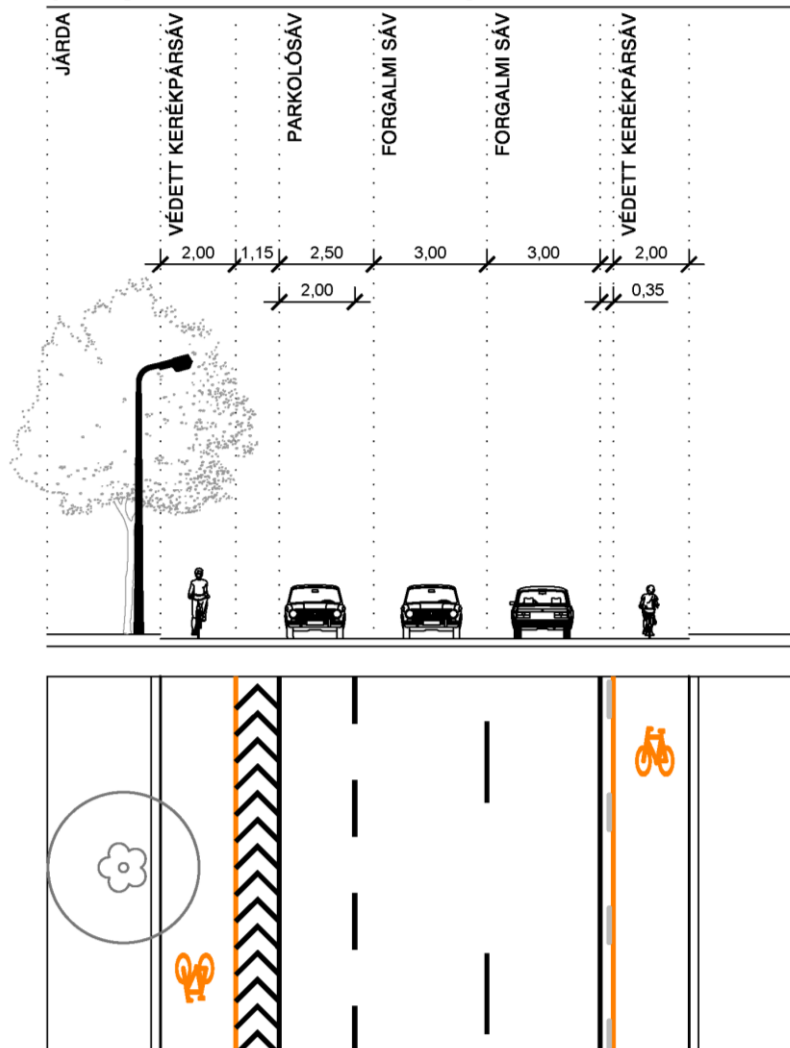 JÁRDA
VÉDETT KERÉKPÁRSÁV
PARKOLÓSÁV
FORGALMI SÁV
FORGALMI SÁV
VÉDETT KERÉKPÁRSÁV
2,00
1,15
2,50
3,00
3,00
2,00
2,00
0,35